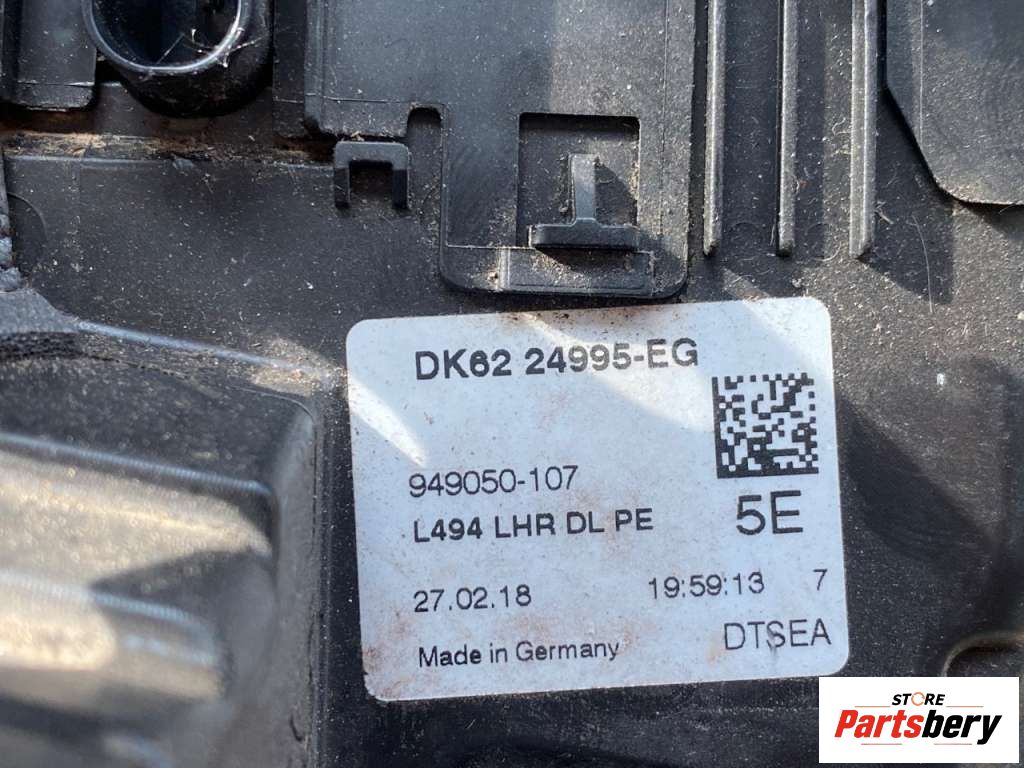 DK62 24995-EG
949050-107
L494 LHR DL PE
5E
27.02.18 19:59:13 7
Made in Germany
DTSEA
STORE
Partsbery